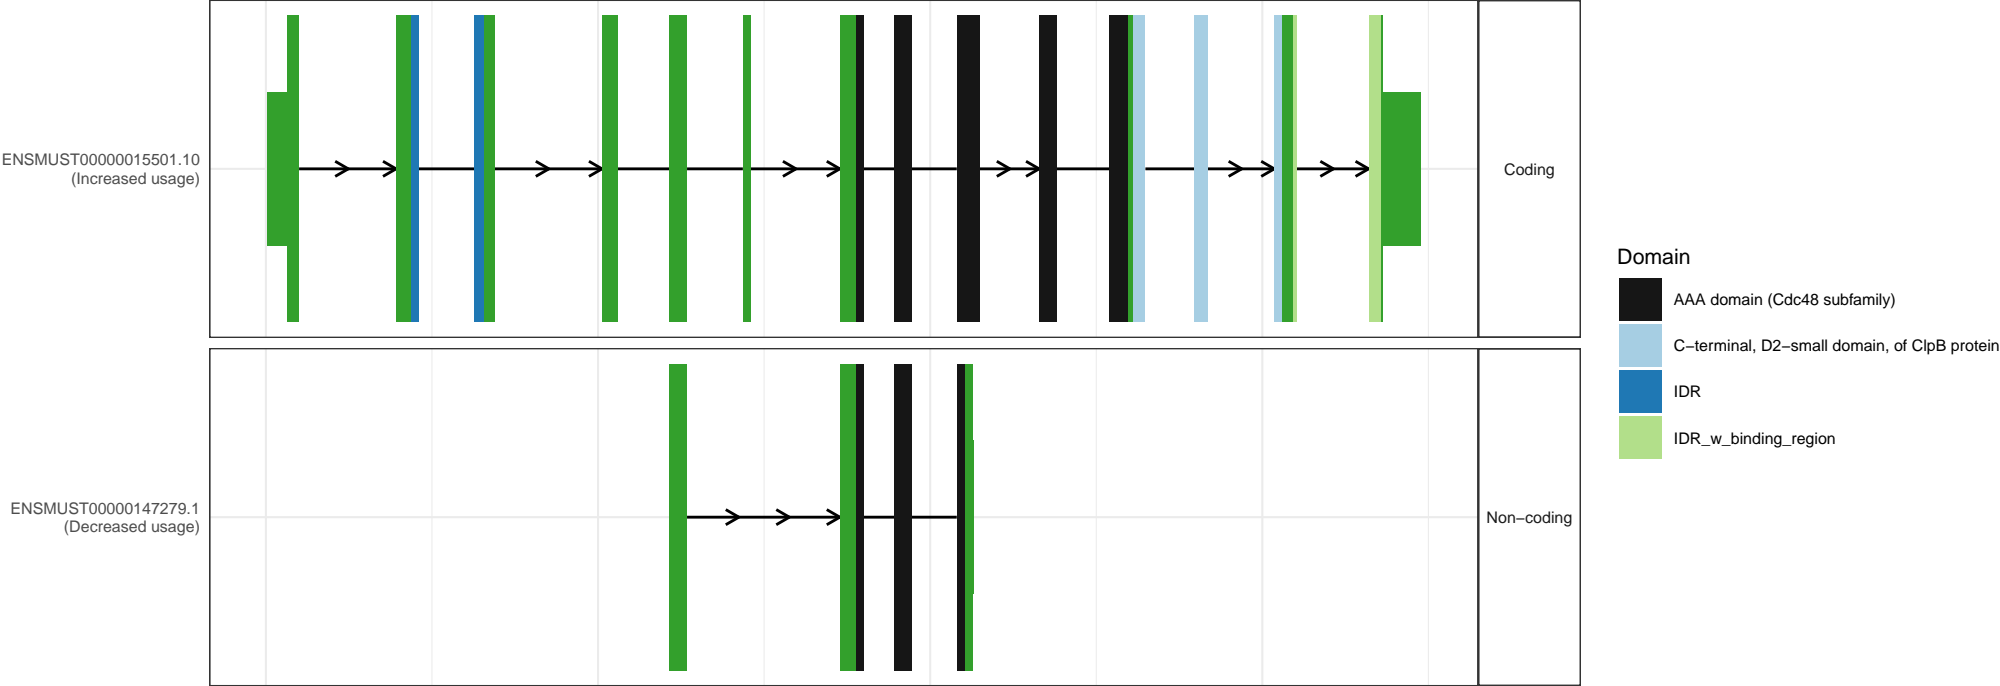 ENSMUST00000015501.10
(Increased usage)
Coding
ENSMUST00000147279.1
(Decreased usage)
Non−coding
Domain
AAA domain (Cdc48 subfamily)
C−terminal, D2−small domain, of ClpB protein
IDR
IDR_w_binding_region